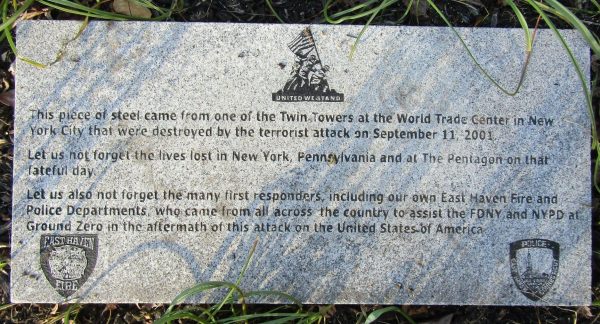 UNITED WE STAND
This piece of steel came from one of the Twin Towers at the World Trade Center in New
York City that were destroyed by the terrorist attack on September 11, 2001.
Let us not forget the lives lost in New York, Pennsylvania and at The Pentagon on that
fateful day.
Let us also not forget the many first responders, including our own East Haven Fire and
Police Departments, who came from all across the country to assist the FDNY and NYPD at
Ground Zero in the aftermath of this attack on the United States of America
EAST HAVEN
FIRE
POLICE